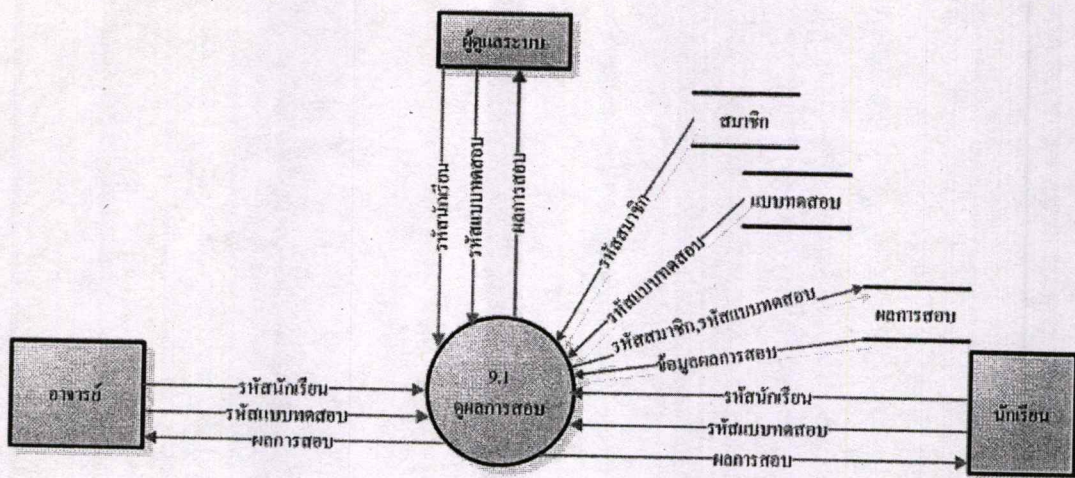 ผู้ดูแลระบบ
รหัสนักเรียน
รหัสแบบทดสอบ
ผลการสอบ
สมาชิก
รหัสสมาชิก
แบบทดสอบ
รหัสแบบทดสอบ
รหัสสมาชิก,รหัสแบบทดสอบ
ผลการสอบ
ข้อมูลผลการสอบ
อาจารย์
รหัสนักเรียน
รหัสแบบทดสอบ
ผลการสอบ
9.1
ดูผลการสอบ
รหัสนักเรียน
รหัสแบบทดสอบ
ผลการสอบ
นักเรียน